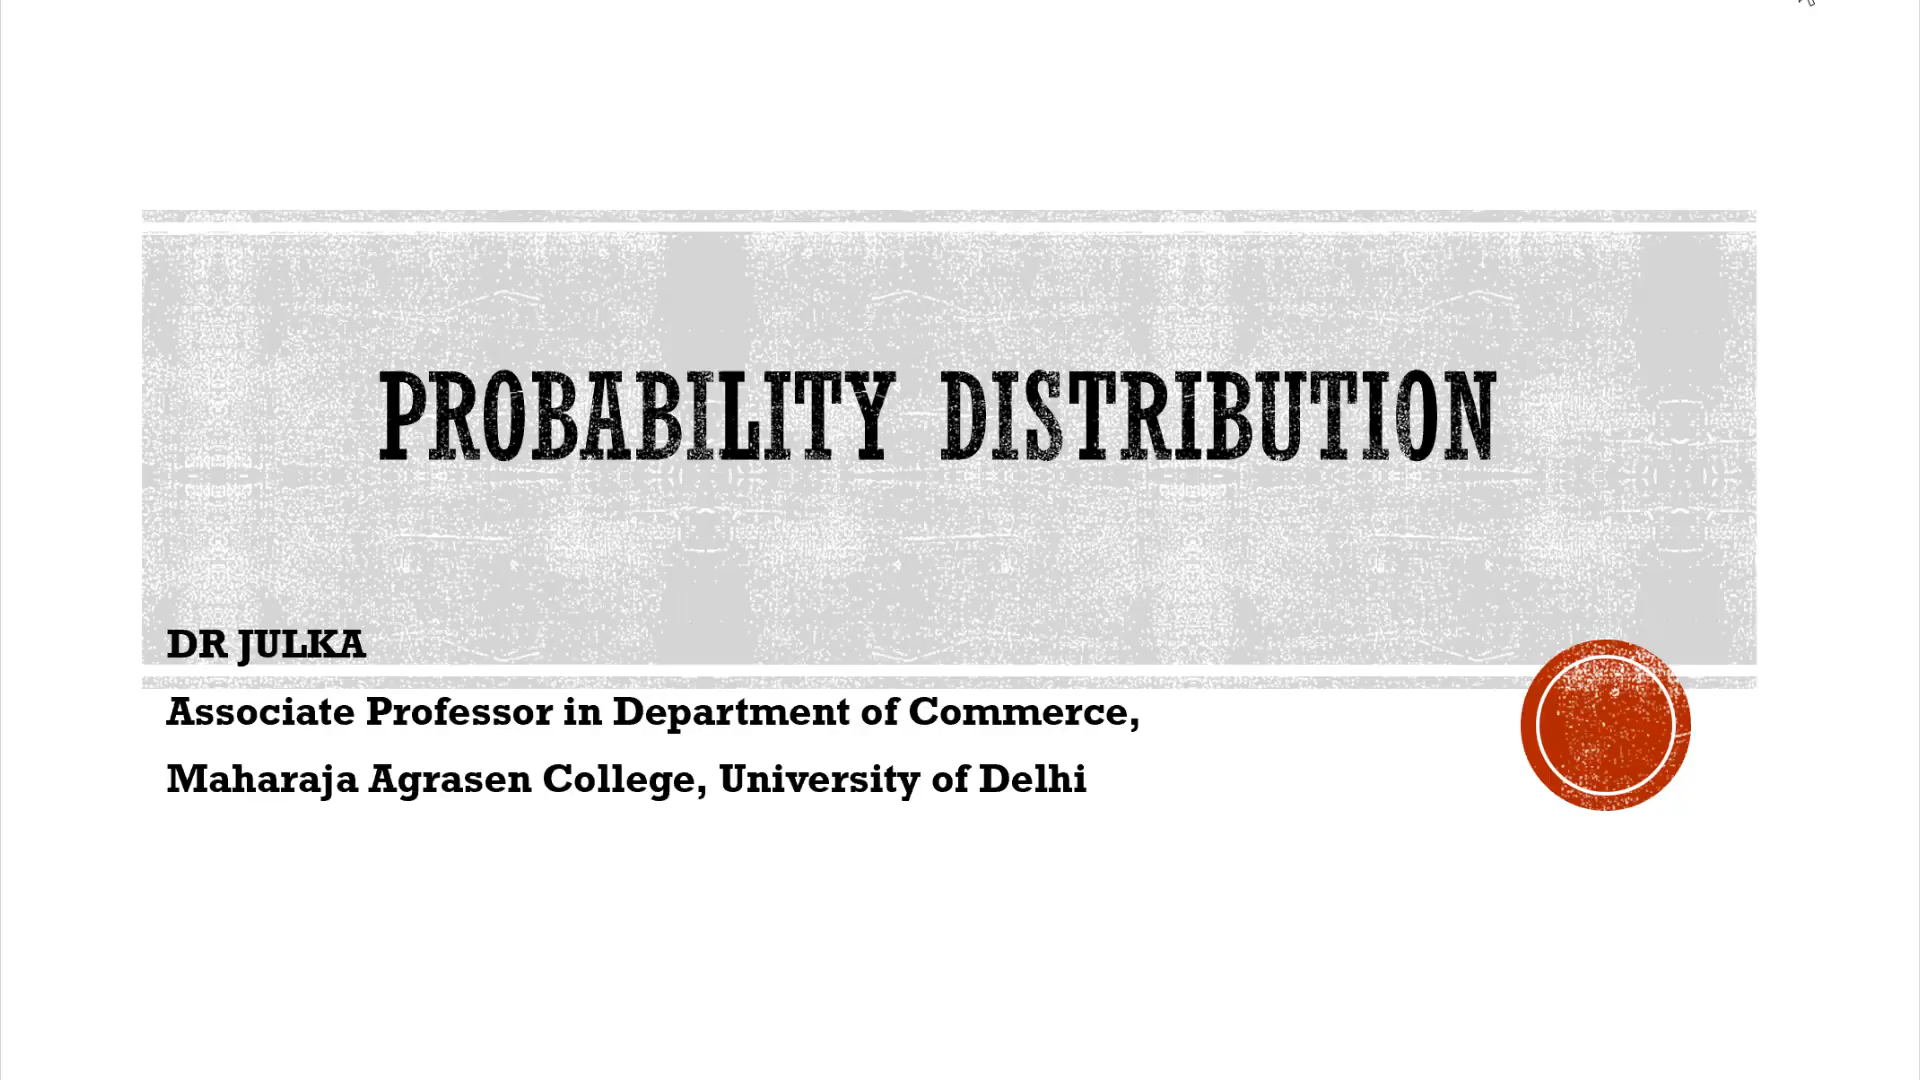 PROBABILITY DISTRIBUTION
DR JULKA
Associate Professor in Department of Commerce,
Maharaja Agrasen College, University of Delhi